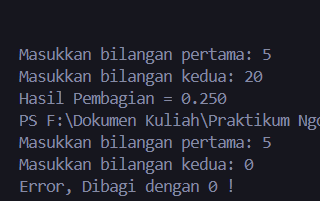 Masukkan bilangan pertama: 5
Masukkan bilangan kedua: 20
Hasil Pembagian = 0.250
PS F:\Dokumen Kuliah\Praktikum Ngo
Masukkan bilangan pertama: 5
Masukkan bilangan kedua: 0
Error, Dibagi dengan 0 !